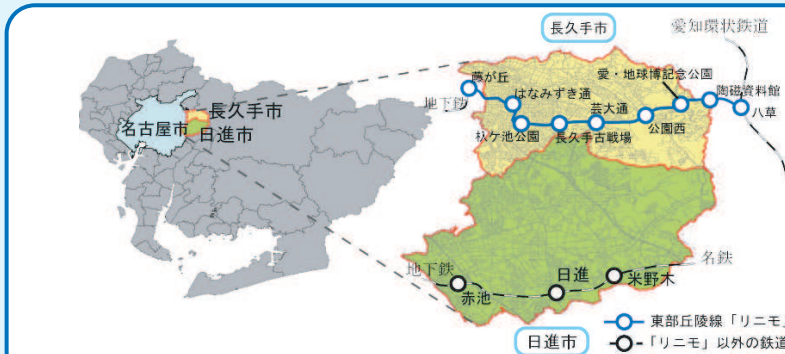 長久手市
愛知環状鉄道
愛・地球博記念公園
藤が丘
はなみずき通
陶磁資料館
地下鉄
芸大通
八草
杁ケ池公園
長久手古戦場
公園西
名古屋市
長久手市
日進市
地下鉄
赤池
日進
米野木
名鉄
日進市
東部丘陵線「リニモ」
「リニモ」以外の鉄道